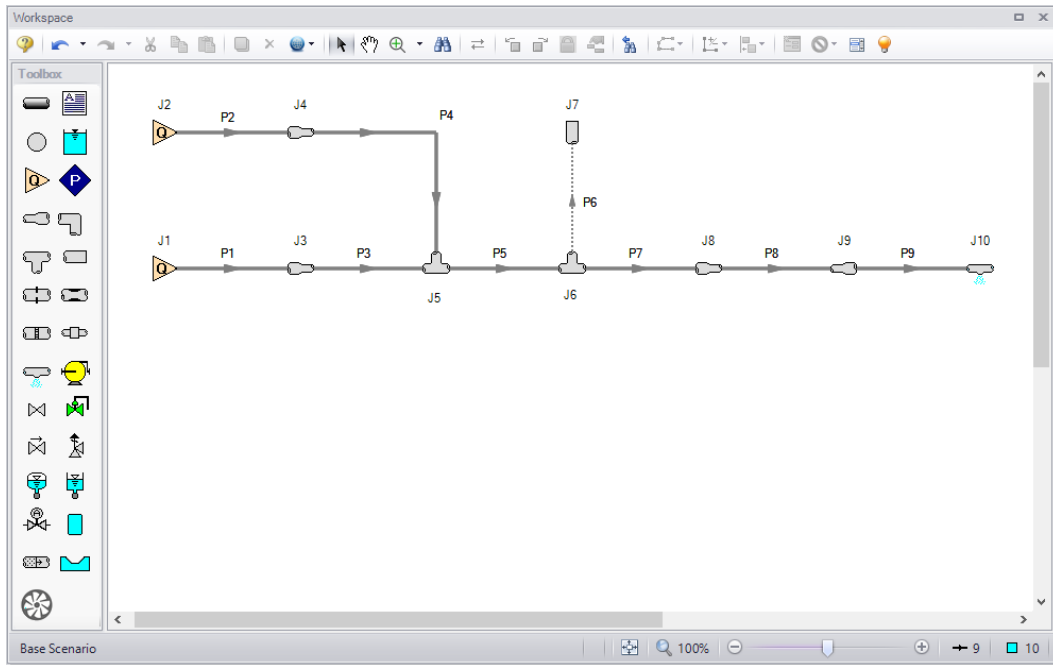 Workspace
Toolbox
A
Q
P
A
J2
J4
J7
P2
P4
Q
P6
J1
J3
J8
J9
J10
P1
P3
P5
P7
P8
P9
Q
J5
J6
Base Scenario
100%
9
10